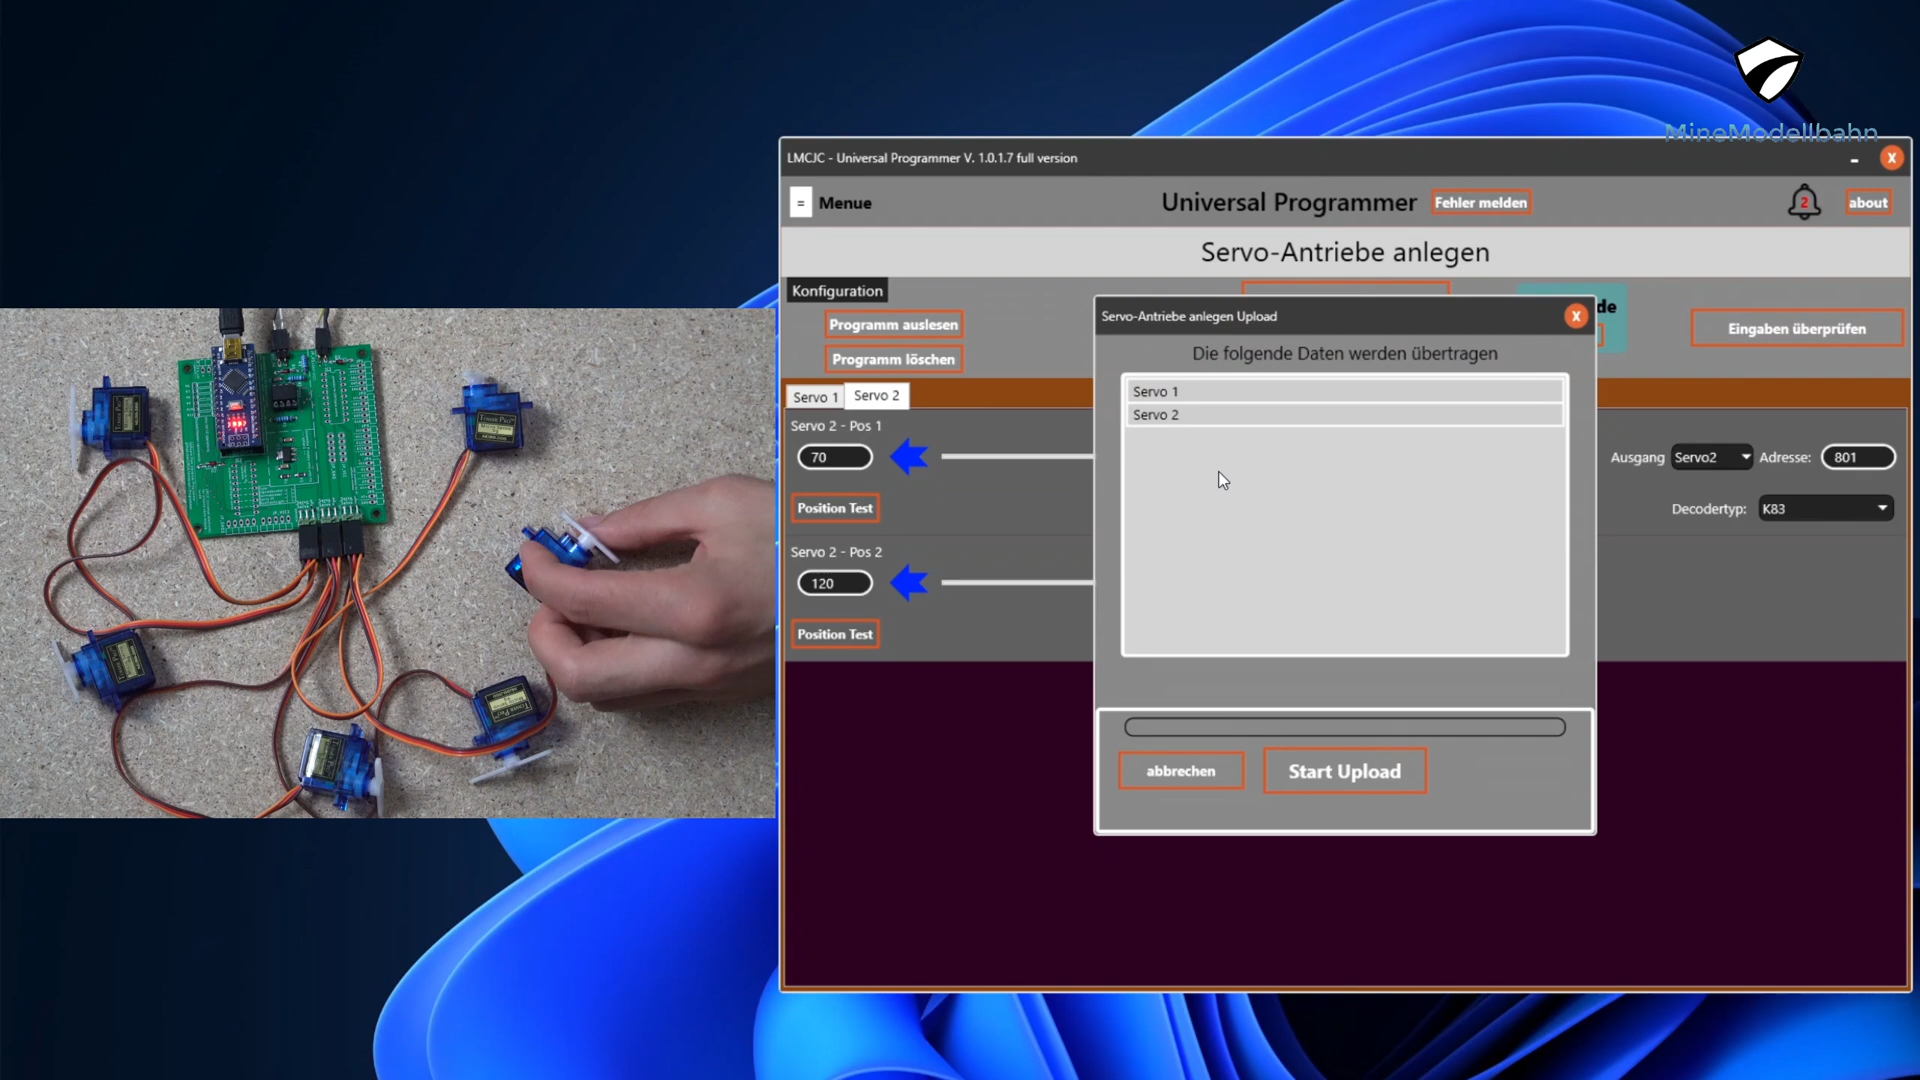 MineModellbahn
LMCJC - Universal Programmer V. 1.0.1.7 full version
X
= Menue
Universal Programmer
Fehler melden
2
about
Servo-Antriebe anlegen
Konfiguration
Programm auslesen
Programm löschen
de
Eingaben überprüfen
Servo 1
Servo 2
Servo 2 - Pos 1
70
Position Test
Servo 2 - Pos 2
120
Position Test
Ausgang
Servo2
Adresse:
801
Decodertyp:
K83
Servo-Antriebe anlegen Upload
X
Die folgende Daten werden übertragen
Servo 1
Servo 2
abbrechen
Start Upload